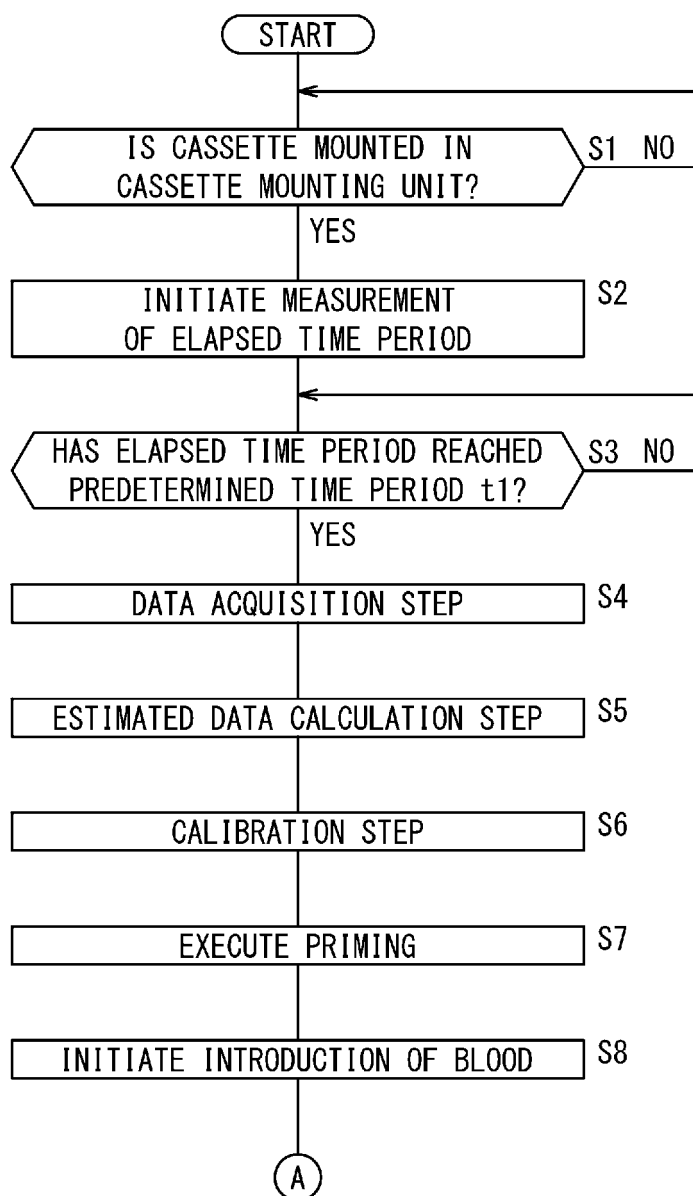 START
IS CASSETTE MOUNTED IN
CASSETTE MOUNTING UNIT?
S1 NO
YES
INITIATE MEASUREMENT
OF ELAPSED TIME PERIOD
S2
HAS ELAPSED TIME PERIOD REACHED
PREDETERMINED TIME PERIOD t1?
S3 NO
YES
DATA ACQUISITION STEP
S4
ESTIMATED DATA CALCULATION STEP
S5
CALIBRATION STEP
S6
EXECUTE PRIMING
S7
INITIATE INTRODUCTION OF BLOOD
S8
A